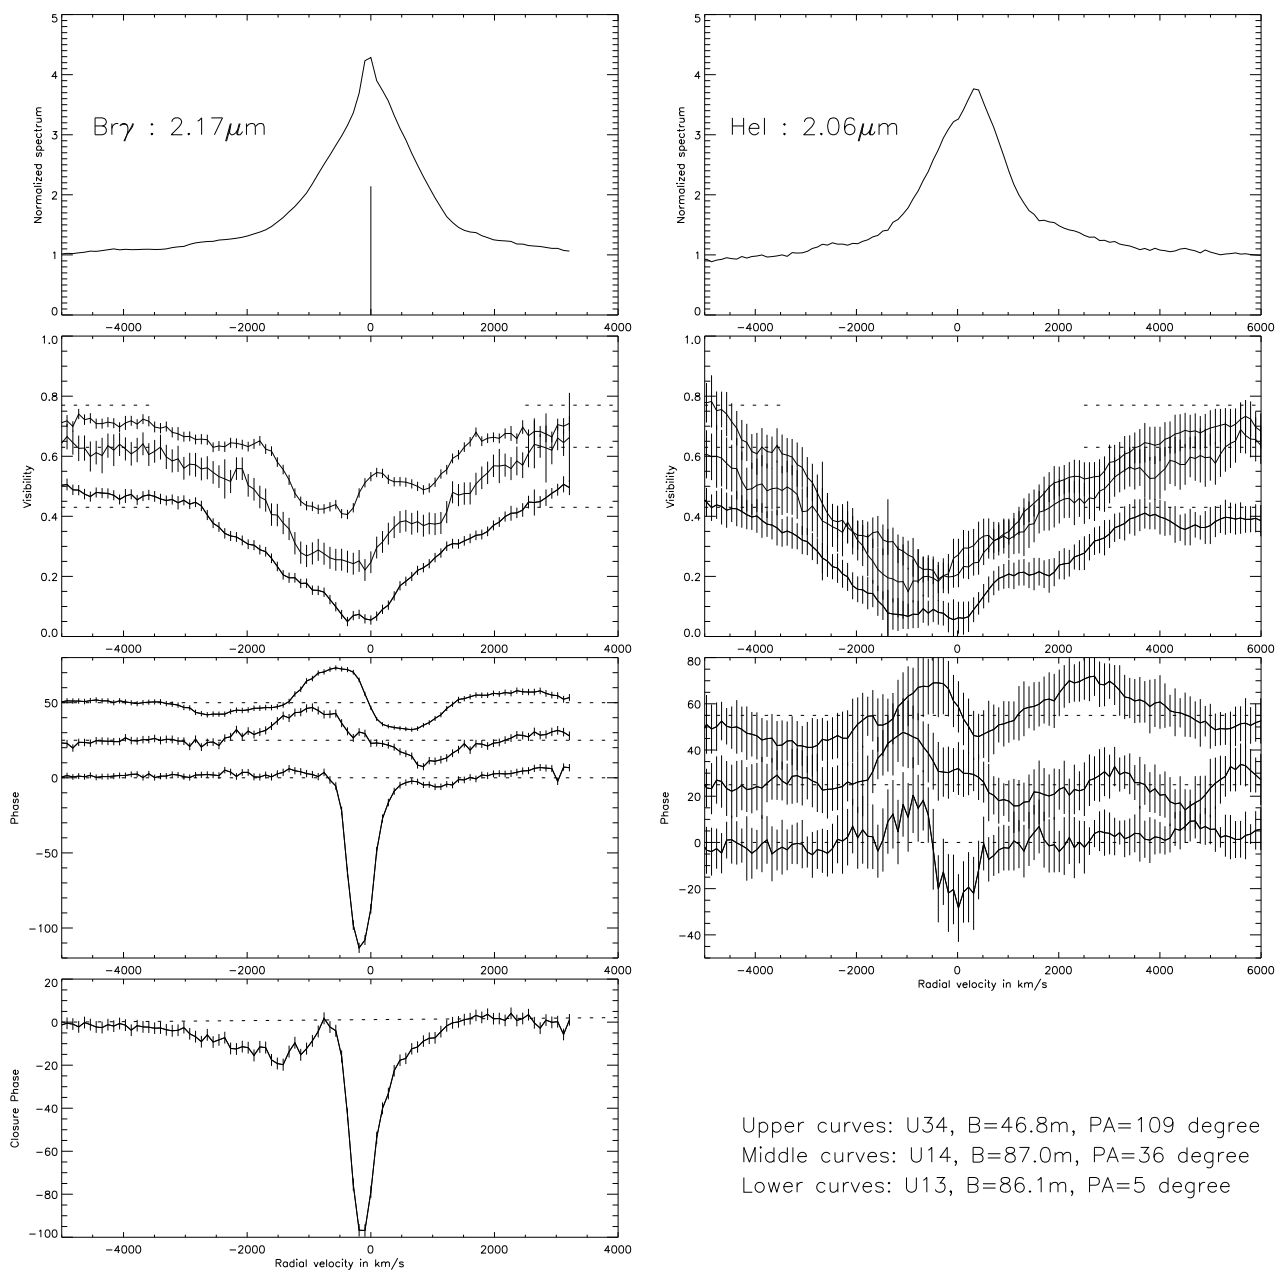 5
4
3
2
1
0
Normalized spectrum
Brγ : 2.17μm
−4000 −2000 0 2000 4000
5
4
3
2
1
0
Normalized spectrum
HeI : 2.06μm
−4000 −2000 0 2000 4000 6000
1.0
0.8
0.6
0.4
0.2
0.0
Visibility
−4000 −2000 0 2000 4000
1.0
0.8
0.6
0.4
0.2
0.0
Visibility
−4000 −2000 0 2000 4000 6000
50
0
−50
−100
Phase
−4000 −2000 0 2000 4000
80
60
40
20
0
−20
−40
Phase
−4000 −2000 0 2000 4000 6000
Radial velocity in km/s
20
0
−20
−40
−60
−80
−100
Closure Phase
−4000 −2000 0 2000 4000
Radial velocity in km/s
Upper curves: U34, B=46.8m, PA=109 degree
Middle curves: U14, B=87.0m, PA=36 degree
Lower curves: U13, B=86.1m, PA=5 degree